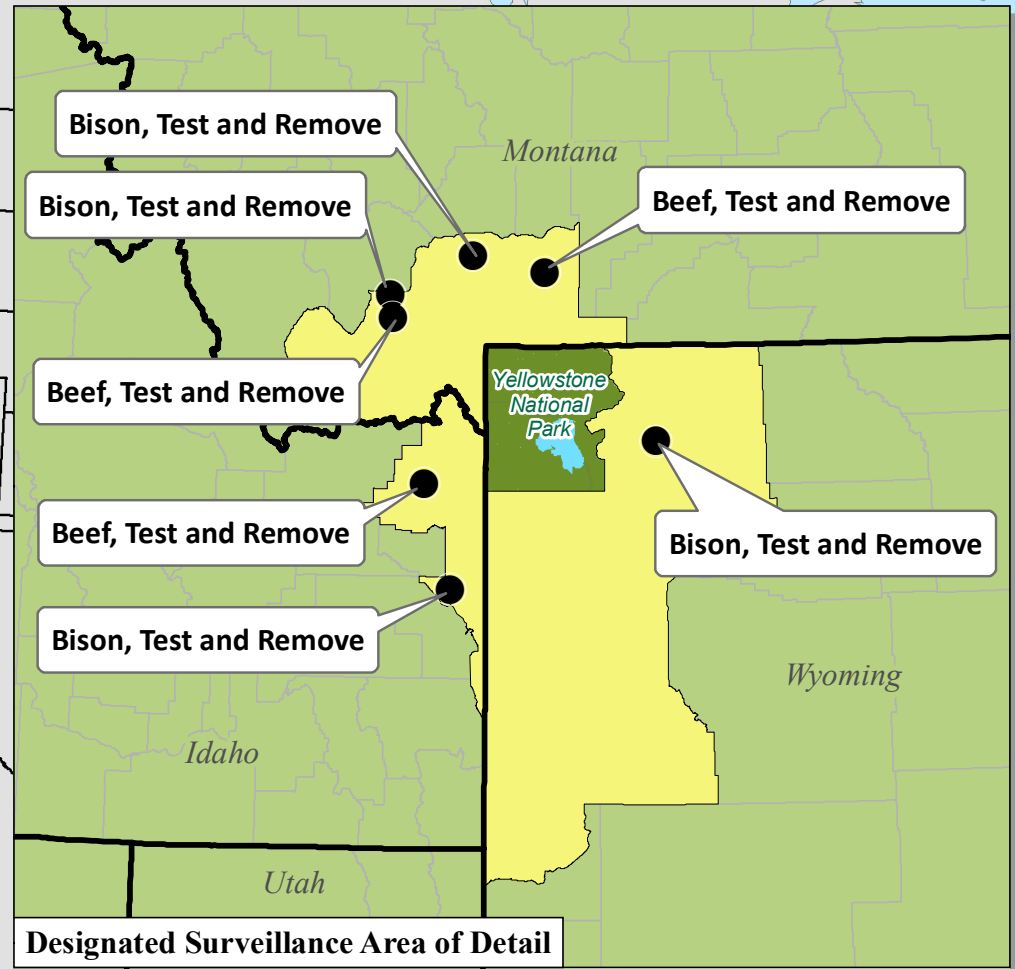 Bison, Test and Remove
Montana
Bison, Test and Remove
Beef, Test and Remove
Beef, Test and Remove
Yellowstone
National
Park
Beef, Test and Remove
Bison, Test and Remove
Bison, Test and Remove
Wyoming
Idaho
Utah
Designated Surveillance Area of Detail